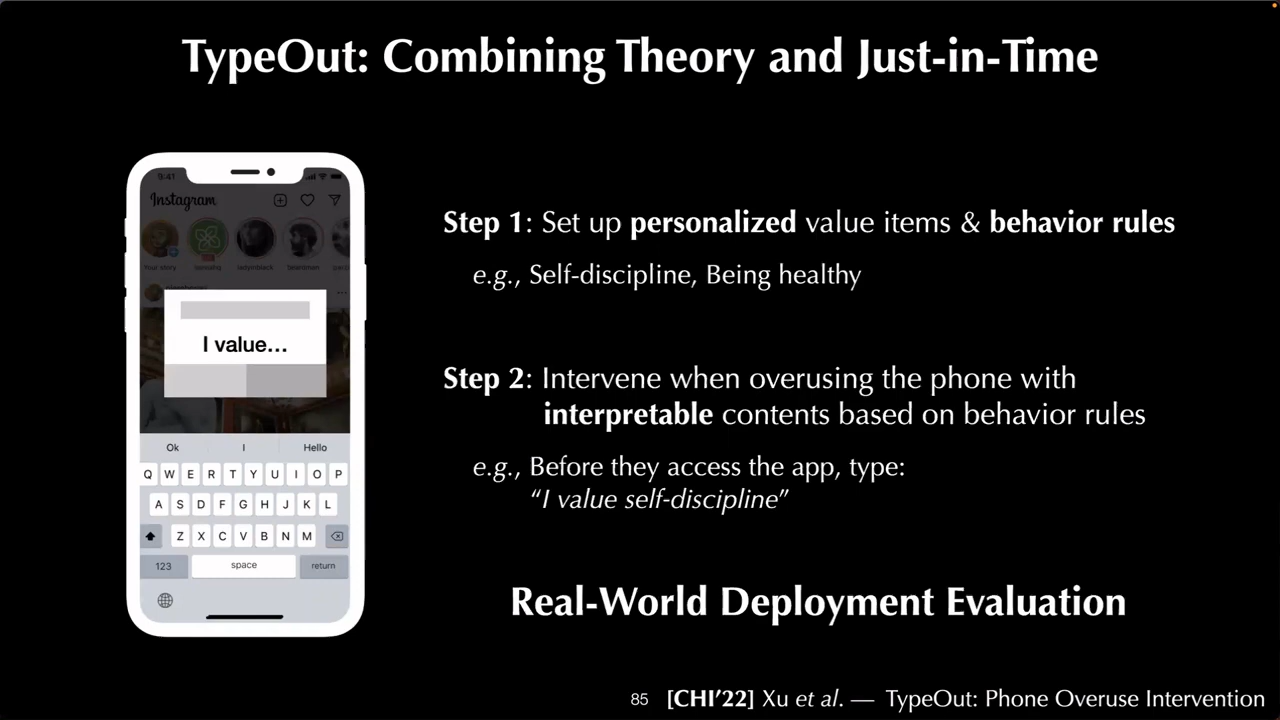 TypeOut: Combining Theory and Just-in-Time
9:41
Instagram
Your story
I value…
Ok I Hello
Q W E R T Y U I O P
A S D F G H J K L
Z X C V B N M
123 space return
Step 1: Set up personalized value items & behavior rules
e.g., Self-discipline, Being healthy
Step 2: Intervene when overusing the phone with
interpretable contents based on behavior rules
e.g., Before they access the app, type:
“I value self-discipline”
Real-World Deployment Evaluation
85 [CHI’22] Xu et al. — TypeOut: Phone Overuse Intervention